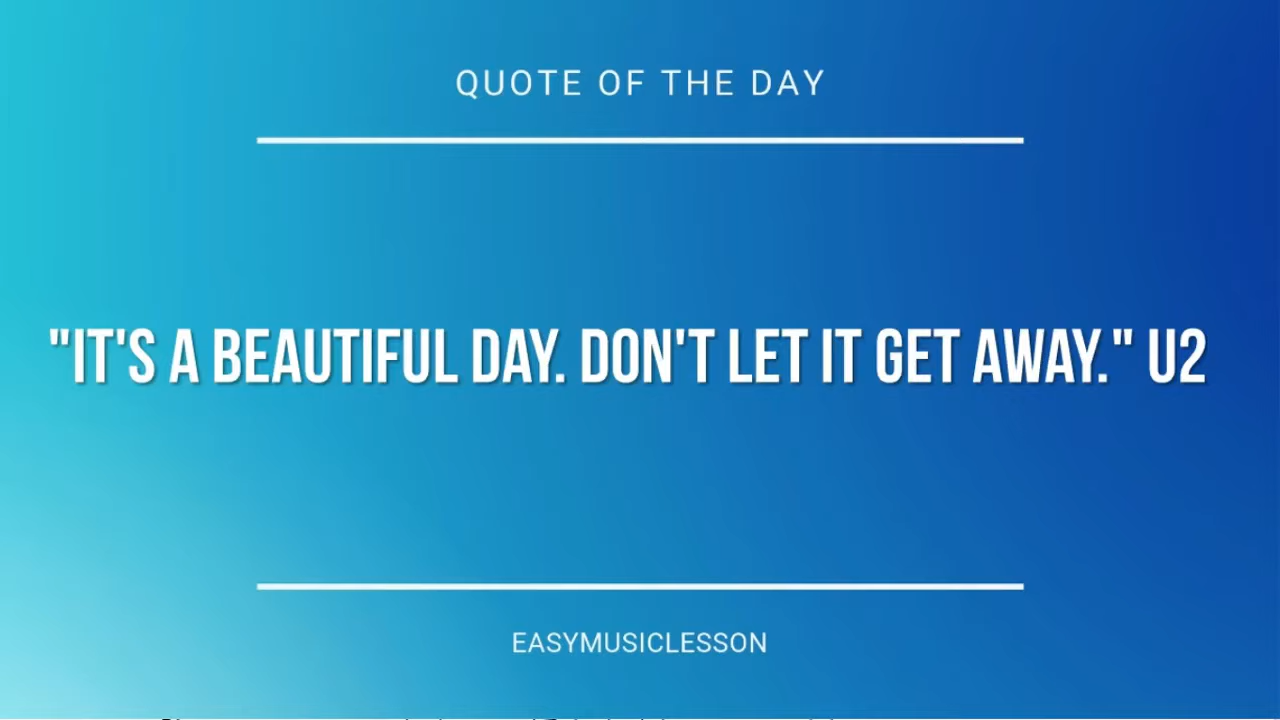 QUOTE OF THE DAY
"IT'S A BEAUTIFUL DAY. DON'T LET IT GET AWAY." U2
EASYMUSICLESSON